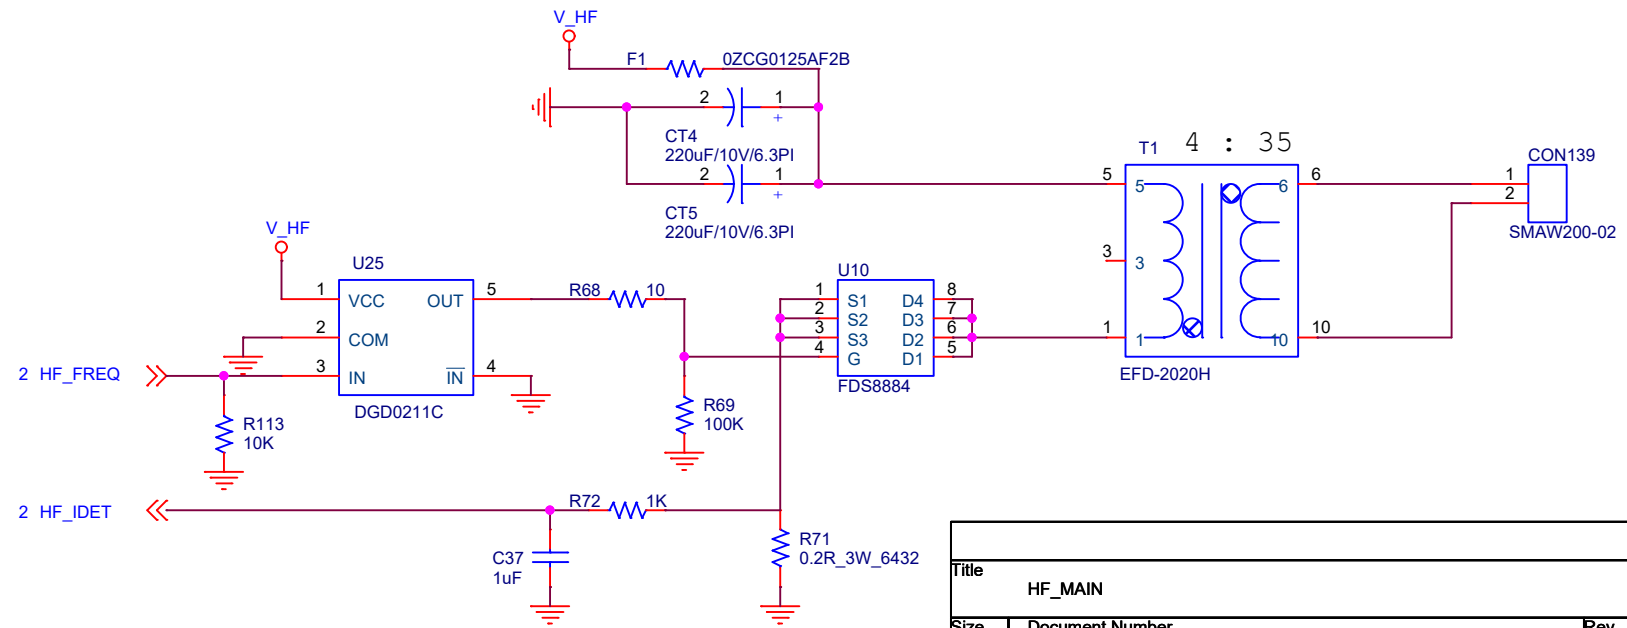 V_HF
F1 0ZCG0125AF2B
2 1
+
CT4
220uF/10V/6.3PI
2 1
+
CT5
220uF/10V/6.3PI
T1 4 : 35
5 5 6 6
3 3
1 1 10 10
EFD-2020H
CON139
1
2
SMAW200-02
V_HF
U25
1 VCC OUT 5
2 COM
3 IN IN 4
DGD0211C
2 HF_FREQ
R113
10K
R68 10
R69
100K
U10
1 S1 D4 8
2 S2 D3 7
3 S3 D2 6
4 G D1 5
FDS8884
2 HF_IDET
R72 1K
C37
1uF
R71
0.2R_3W_6432
Title
HF_MAIN
Size Document Number Rev